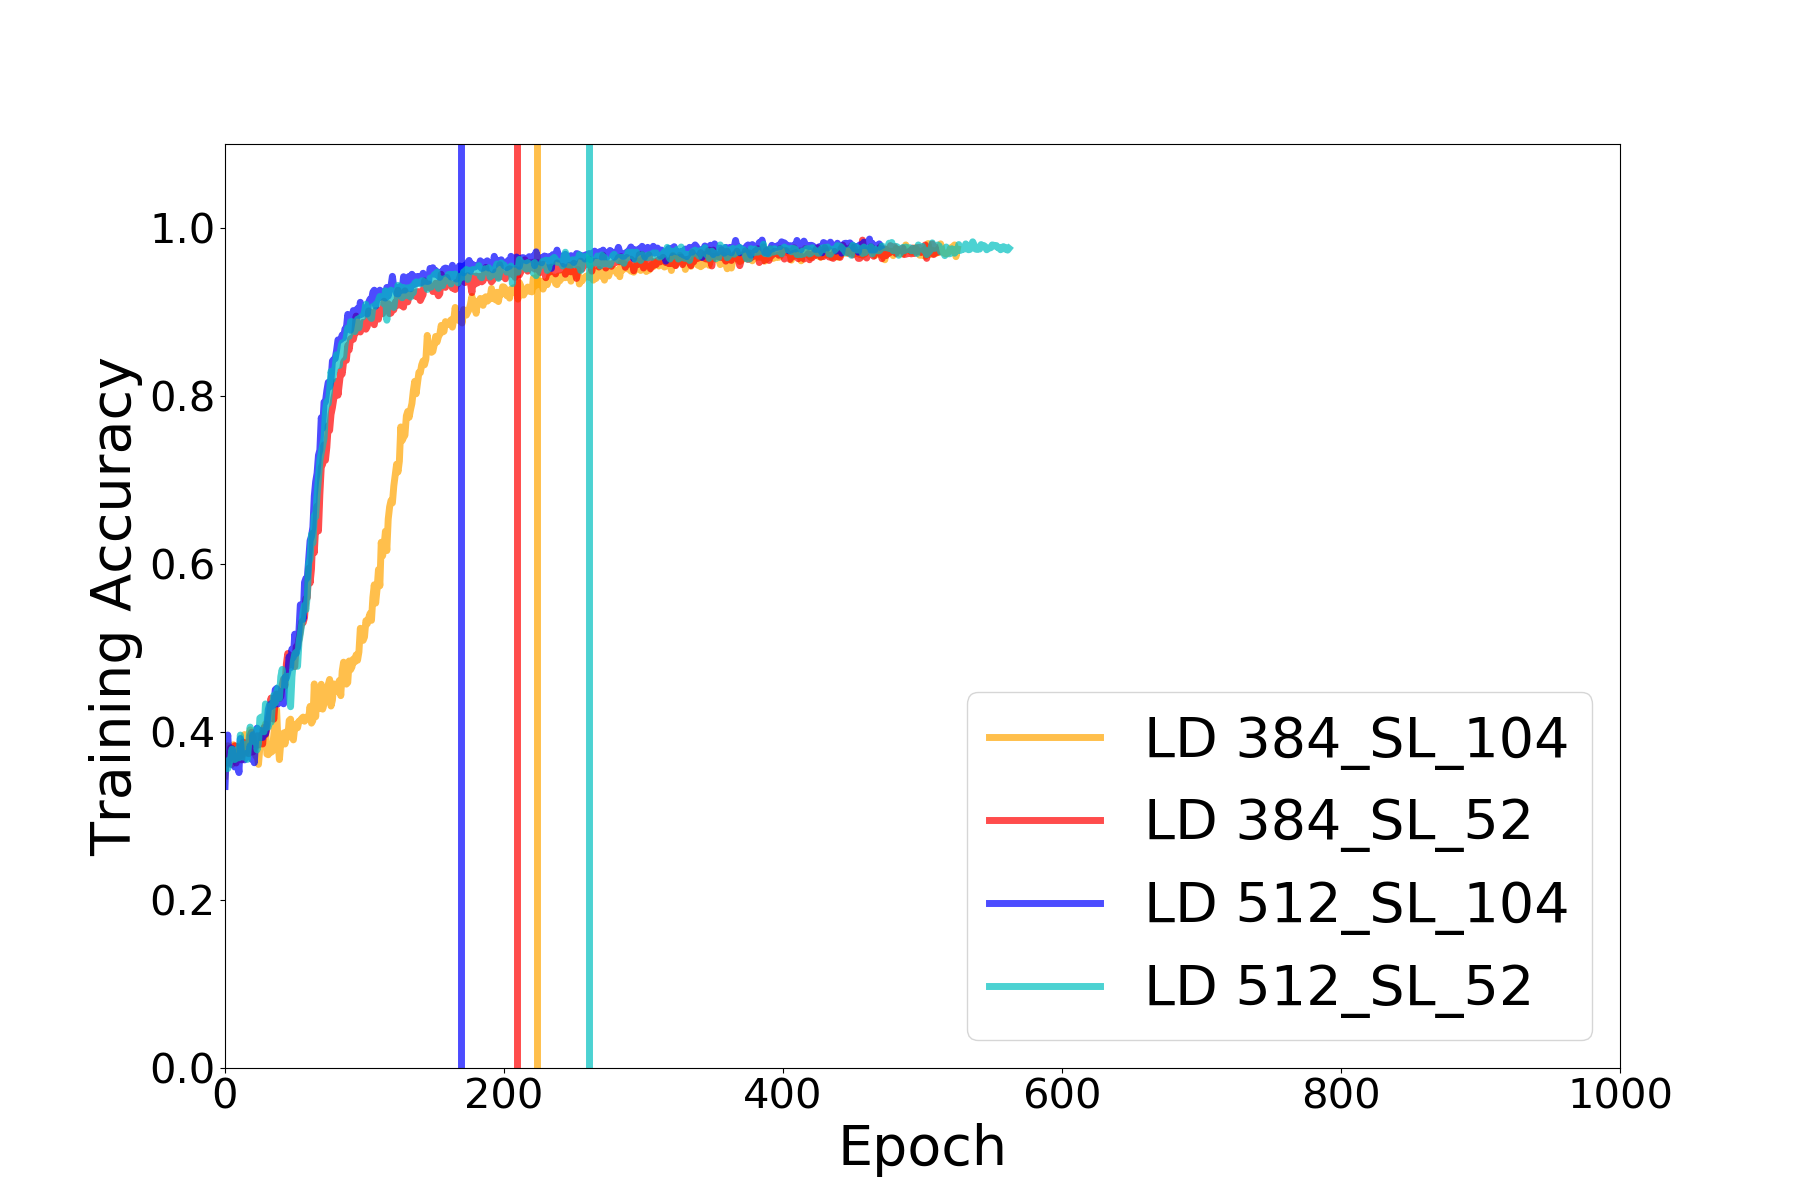 1.0
0.8
0.6
0.4
0.2
0.0
Training Accuracy
0 200 400 600 800 1000
Epoch
LD 384_SL_104
LD 384_SL_52
LD 512_SL_104
LD 512_SL_52